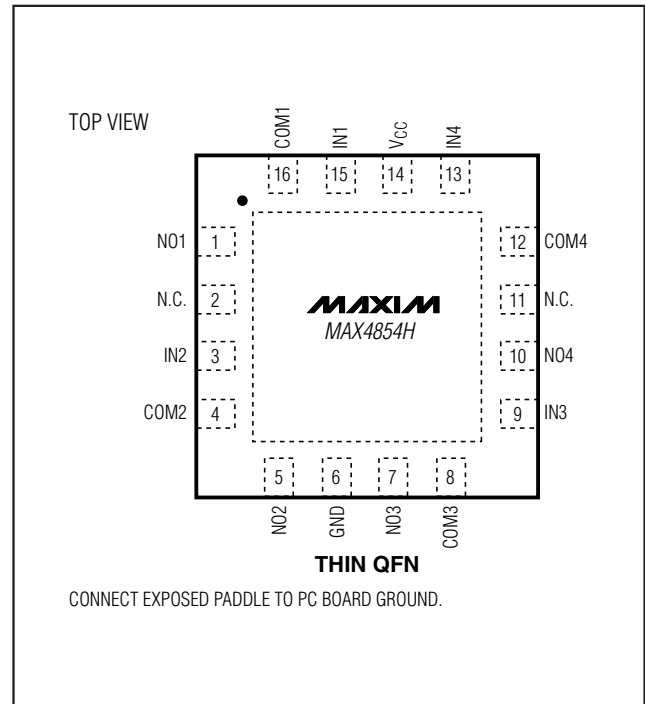 TOP VIEW
COM1
IN1
VCC
IN4
16
15
14
13
NO1
1
12
COM4
N.C.
2
11
N.C.
MAXIM
MAX4854H
IN2
3
10
NO4
COM2
4
9
IN3
5
6
7
8
NO2
GND
NO3
COM3
THIN QFN
CONNECT EXPOSED PADDLE TO PC BOARD GROUND.